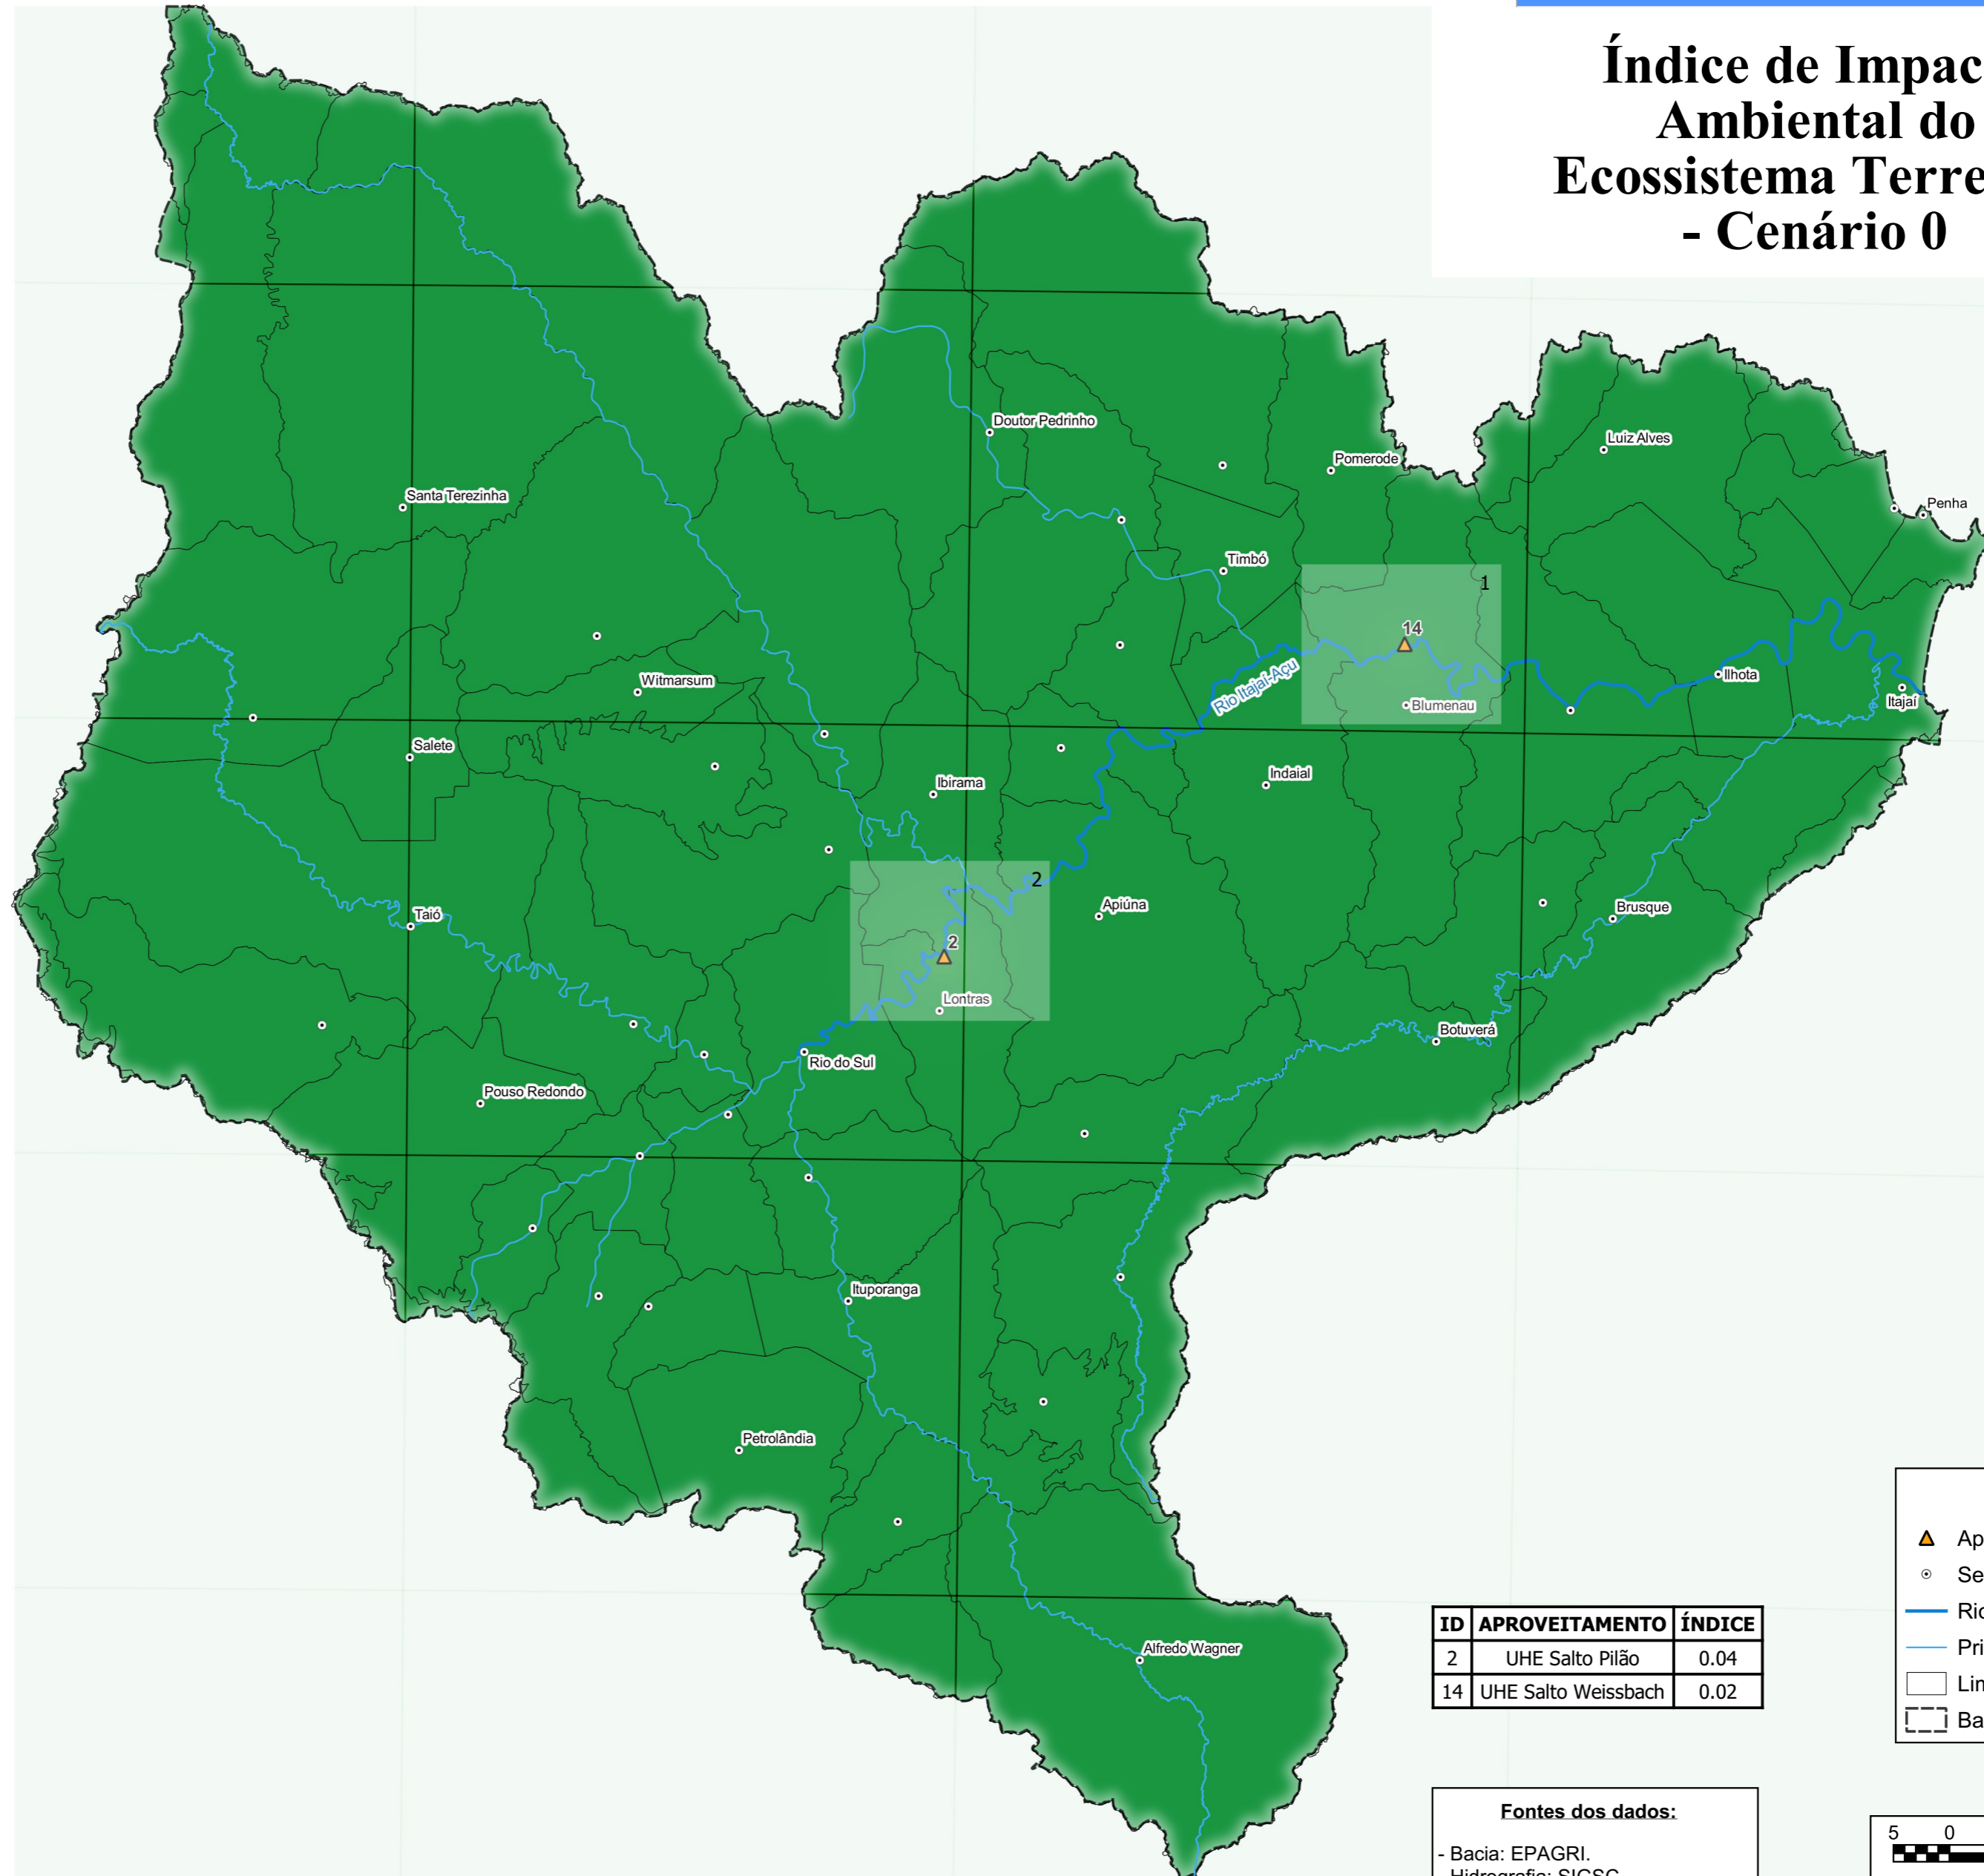 Índice de Impac
Ambiental do
Ecossistema Terre
- Cenário 0
Doutor Pedrinho
Luiz Alves
Pomerode
Santa Terezinha
Penha
Timbó
1
14
Witmarsum
Rio Itajaí-Açu
Ilhota
Blumenau
Itajaí
Salete
Indaial
Ibirama
2
Apiúna
Brusque
Taió
2
Lontras
Botuverá
Rio do Sul
Pouso Redondo
Ituporanga
Petrolândia
Alfredo Wagner
ID APROVEITAMENTO ÍNDICE
2 UHE Salto Pilão 0.04
14 UHE Salto Weissbach 0.02
Ap
Se
Rio
Pri
Lin
Ba
Fontes dos dados:
- Bacia: EPAGRI.
- Hidrografia: SIGSC
5 0